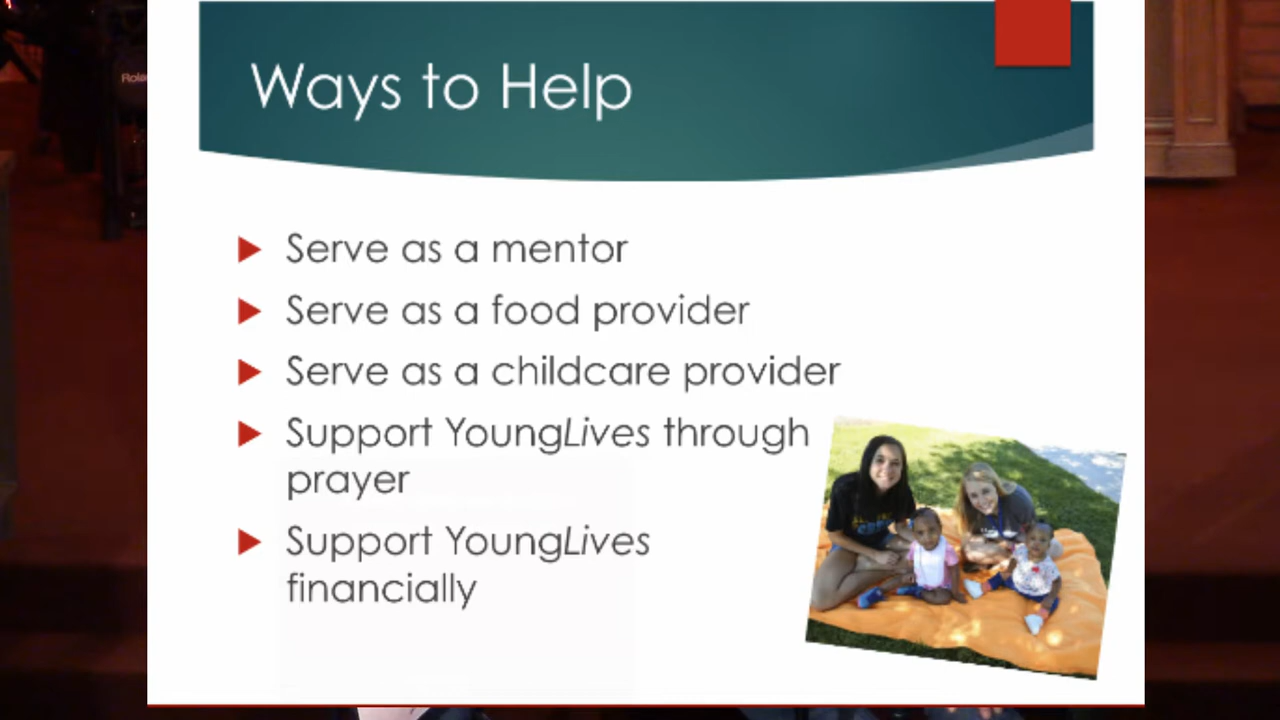 Ways to Help
Serve as a mentor
Serve as a food provider
Serve as a childcare provider
Support YoungLives through
prayer
Support YoungLives
financially